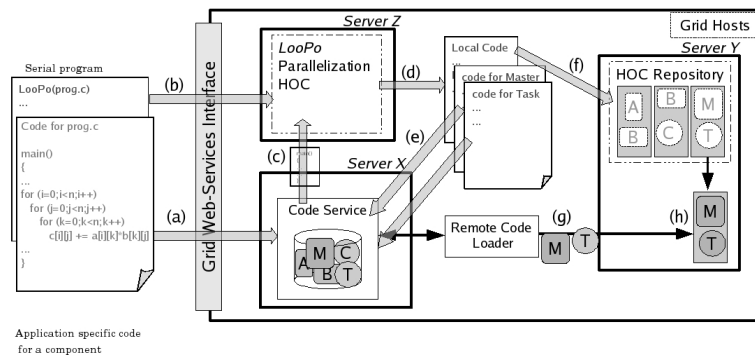 Grid Hosts
Server Z
Server Y
LooPo
Parallelization
HOC
(d)
Local Code
...
code for Master
...
code for Task
...
...
(f)
HOC Repository
A
B
B
C
M
T
Serial program
LooPo(prog.c)
...
(b)
Grid Web-Services Interface
Code for prog.c
main()
{
...
for (i=0;i<n;i++)
for (j=0;j<n;j++)
for (k=0;k<n;k++)
c[i][j] += a[i][k]*b[k][j]
...
}
(a)
(c)
(e)
Server X
Code Service
A
M
C
B
T
Remote Code
Loader
(g)
M
T
(h)
M
T
Application specific code
for a component